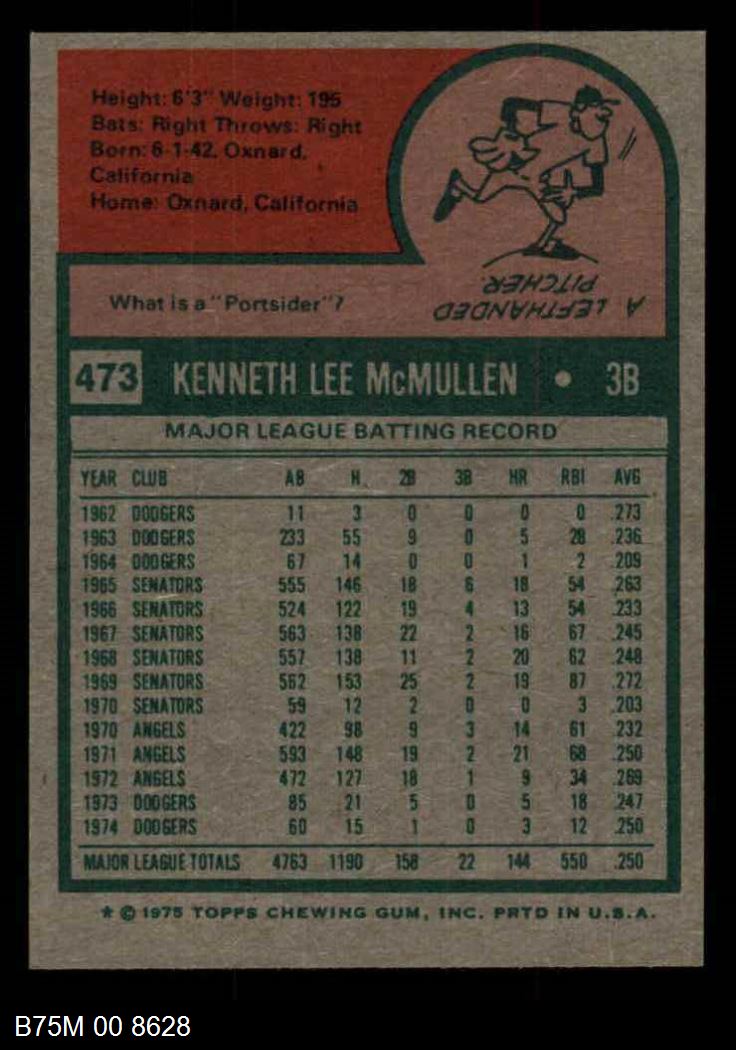 Height: 6'3" Weight: 195
Bats: Right Throws: Right
Born: 6-1-42, Oxnard,
California
Home: Oxnard, California
What is a "Portsider"?
A LEFTHANDED
PITCHER.
473 KENNETH LEE McMULLEN • 3B
MAJOR LEAGUE BATTING RECORD
YEAR CLUB AB H 2B 3B HR RBI AVG
1962 DODGERS 11 3 0 0 0 0 .273
1963 DODGERS 233 55 9 0 5 28 .236
1964 DODGERS 67 14 0 0 1 2 .209
1965 SENATORS 555 146 18 6 18 54 .263
1966 SENATORS 524 122 19 4 13 54 .233
1967 SENATORS 563 138 22 2 16 67 .245
1968 SENATORS 557 138 11 2 20 62 .248
1969 SENATORS 562 153 25 2 19 87 .272
1970 SENATORS 59 12 2 0 0 3 .203
1970 ANGELS 422 98 9 3 14 61 .232
1971 ANGELS 593 148 19 2 21 68 .250
1972 ANGELS 472 127 18 1 9 34 .269
1973 DODGERS 85 21 5 0 5 18 .247
1974 DODGERS 60 15 1 0 3 12 .250
MAJOR LEAGUE TOTALS 4763 1190 158 22 144 550 .250
* © 1975 TOPPS CHEWING GUM, INC. PRTD IN U.S.A.
B75M 00 8628